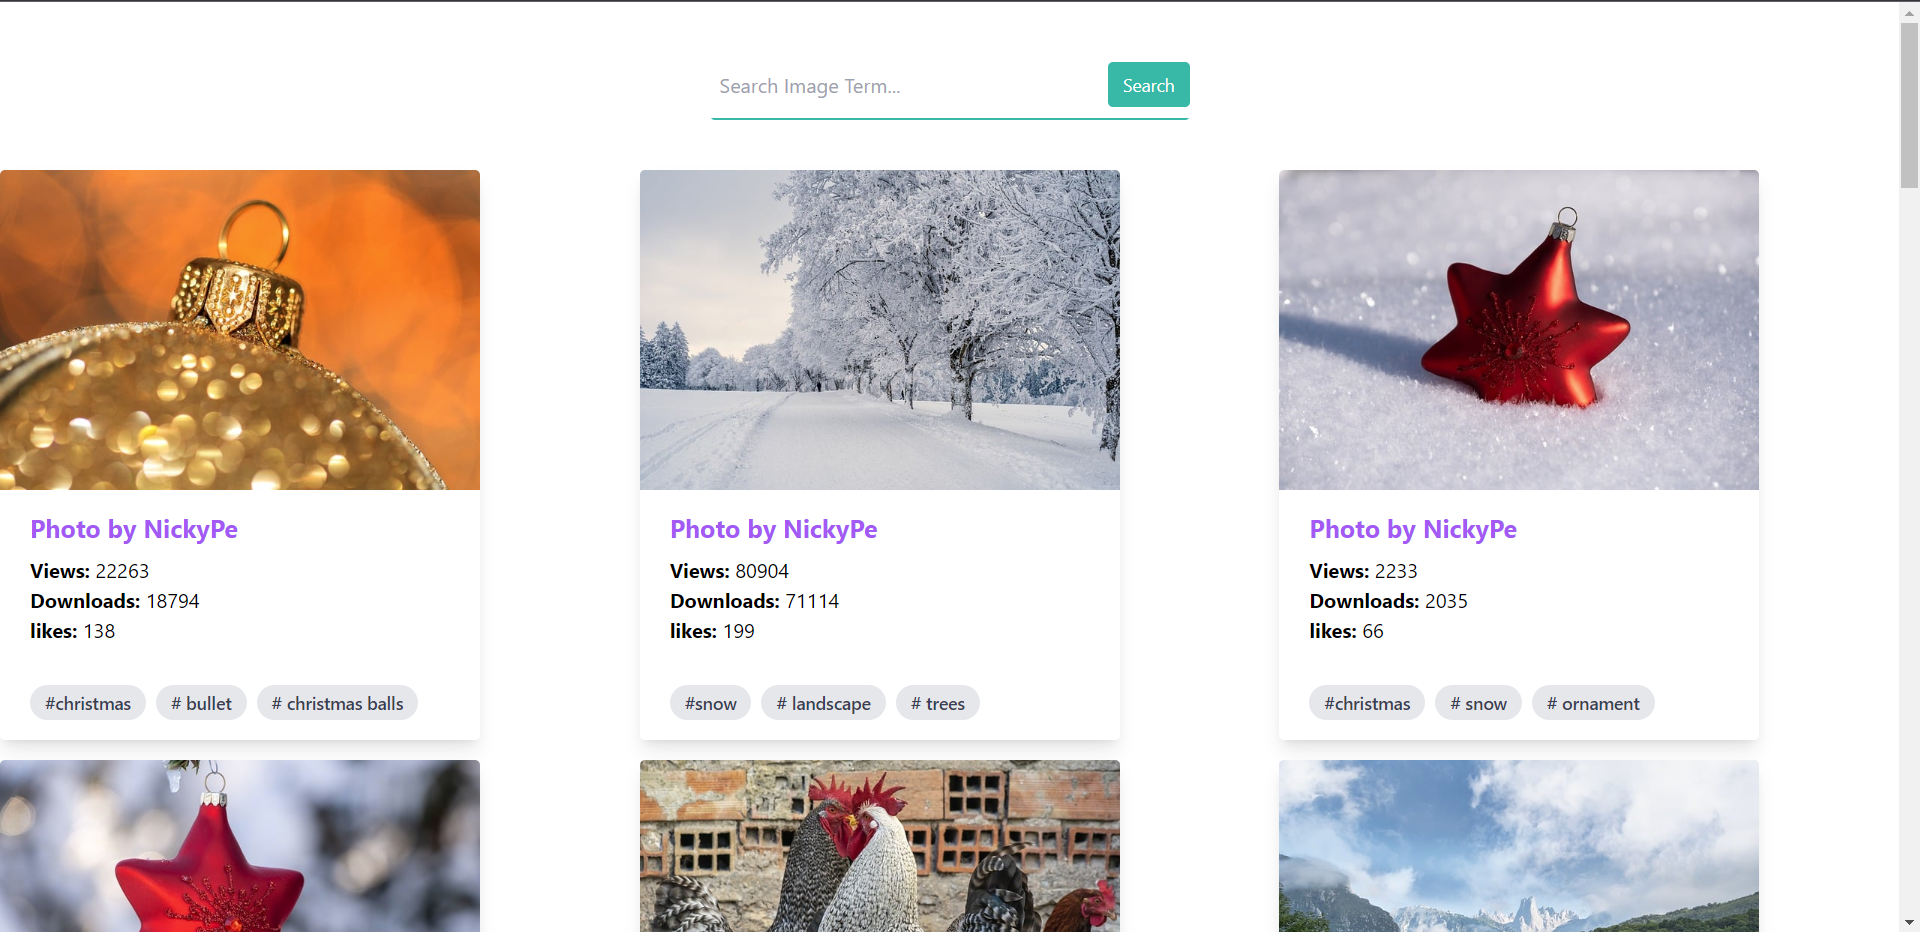 Search Image Term...
Search
Photo by NickyPe
Views: 22263
Downloads: 18794
likes: 138
#christmas
# bullet
# christmas balls
Photo by NickyPe
Views: 80904
Downloads: 71114
likes: 199
#snow
# landscape
# trees
Photo by NickyPe
Views: 2233
Downloads: 2035
likes: 66
#christmas
# snow
# ornament